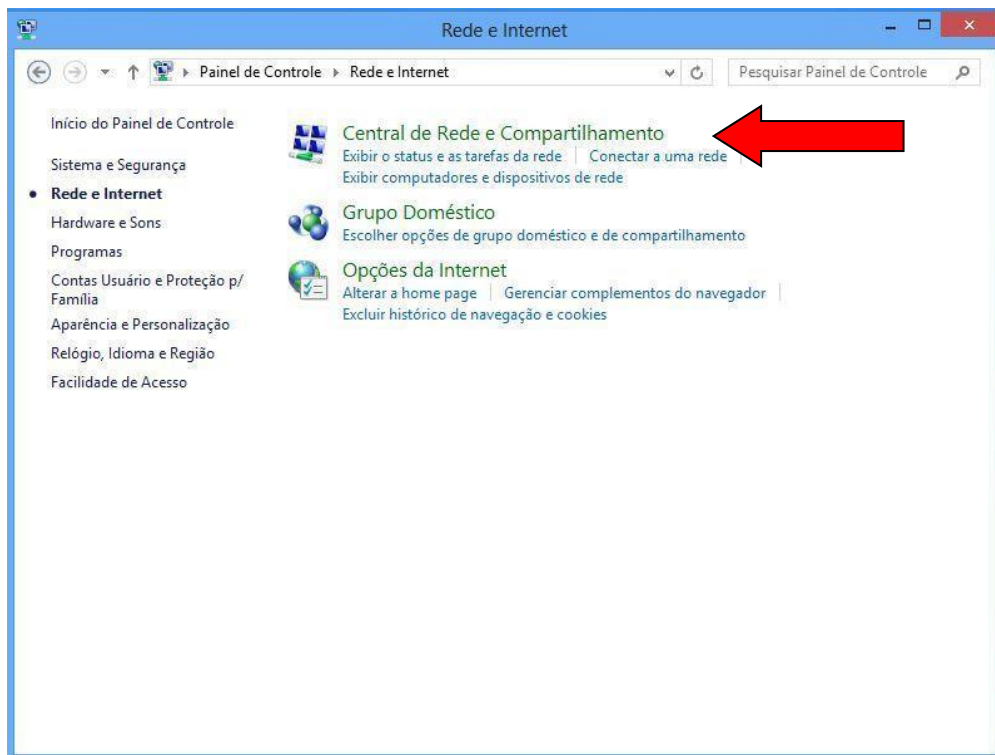 Rede e Internet
Painel de Controle Rede e Internet Pesquisar Painel de Controle
Início do Painel de Controle
Sistema e Segurança
Rede e Internet
Hardware e Sons
Programas
Contas Usuário e Proteção p/
Família
Aparência e Personalização
Relógio, Idioma e Região
Facilidade de Acesso
Central de Rede e Compartilhamento
Exibir o status e as tarefas da rede Conectar a uma rede
Exibir computadores e dispositivos de rede
Grupo Doméstico
Escolher opções de grupo doméstico e de compartilhamento
Opções da Internet
Alterar a home page Gerenciar complementos do navegador
Excluir histórico de navegação e cookies